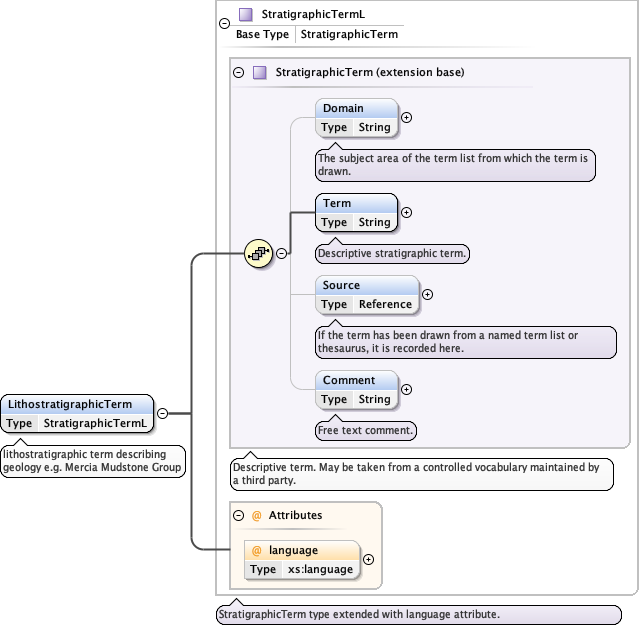 StratigraphicTermL
Base Type StratigraphicTerm
StratigraphicTerm (extension base)
Domain
Type String
The subject area of the term list from which the term is
drawn.
Term
Type String
Descriptive stratigraphic term.
Source
Type Reference
If the term has been drawn from a named term list or
thesaurus, it is recorded here.
Comment
Type String
Free text comment.
LithostratigraphicTerm
Type StratigraphicTermL
lithostratigraphic term describing
geology e.g. Mercia Mudstone Group
Descriptive term. May be taken from a controlled vocabulary maintained by
a third party.
@ Attributes
@ language
Type xs:language
StratigraphicTerm type extended with language attribute.